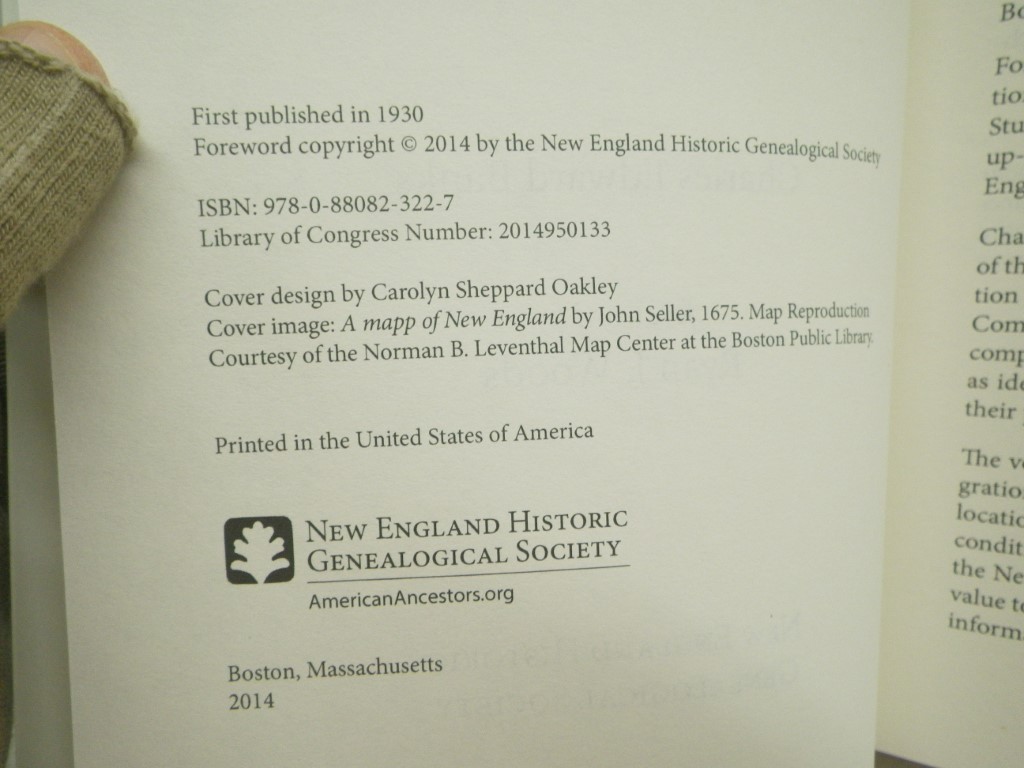 First published in 1930
Foreword copyright © 2014 by the New England Historic Genealogical Society
ISBN: 978-0-88082-322-7
Library of Congress Number: 2014950133
Cover design by Carolyn Sheppard Oakley
Cover image: A mapp of New England by John Seller, 1675. Map Reproduction
Courtesy of the Norman B. Leventhal Map Center at the Boston Public Library.
Printed in the United States of America
NEW ENGLAND HISTORIC
GENEALOGICAL SOCIETY
AmericanAncestors.org
Boston, Massachusetts
2014
Bo
Fo
tio
Stu
up-
Eng
Cha
of th
tion
Com
comp
as ide
their
The v
gratio
locatio
condit
the Ne
value to
inform